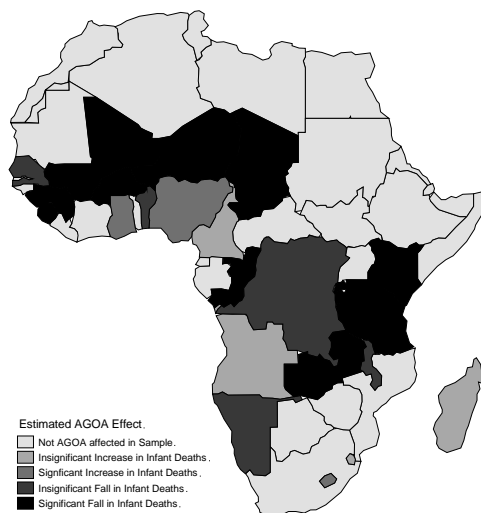 Estimated AGOA Effect.
Not AGOA affected in Sample.
Insignificant Increase in Infant Deaths.
Signficant Increase in Infant Deaths.
Insignificant Fall in Infant Deaths.
Significant Fall in Infant Deaths.